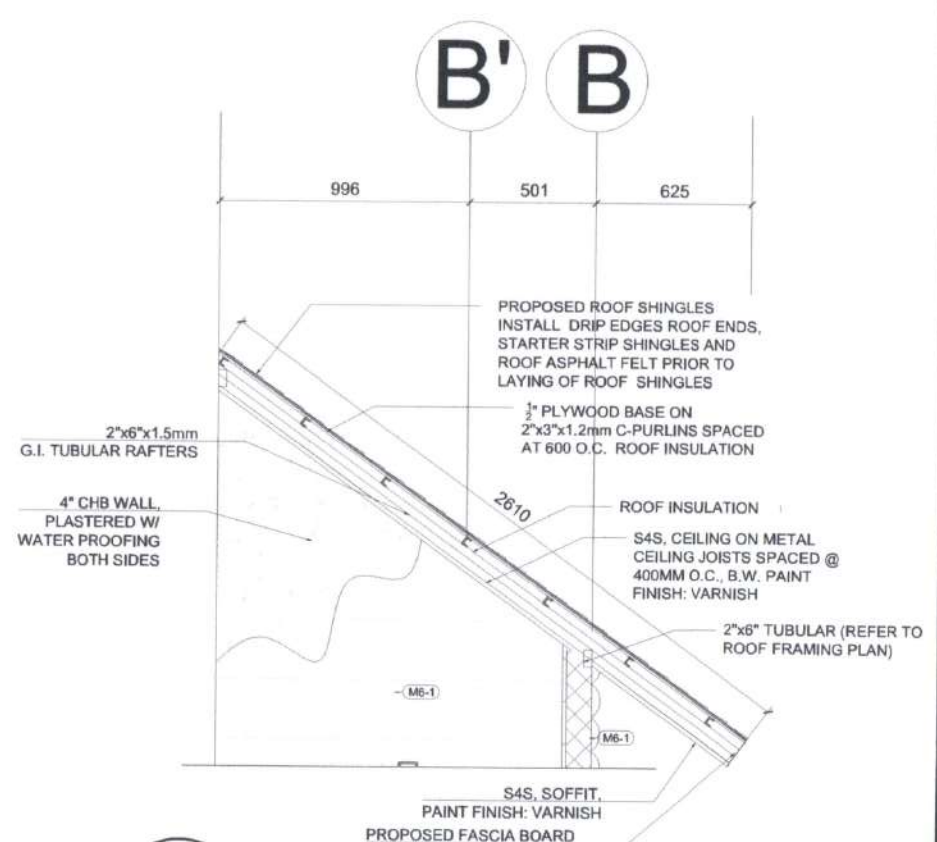 B'
B
996
501
625
PROPOSED ROOF SHINGLES
INSTALL DRIP EDGES ROOF ENDS,
STARTER STRIP SHINGLES AND
ROOF ASPHALT FELT PRIOR TO
LAYING OF ROOF SHINGLES
½" PLYWOOD BASE ON
2"x3"x1.2mm C-PURLINS SPACED
AT 600 O.C. ROOF INSULATION
2"x6"x1.5mm
G.I. TUBULAR RAFTERS
4" CHB WALL,
PLASTERED W/
WATER PROOFING
BOTH SIDES
2610
ROOF INSULATION
S4S, CEILING ON METAL
CEILING JOISTS SPACED @
400MM O.C., B.W. PAINT
FINISH: VARNISH
2"x6" TUBULAR (REFER TO
ROOF FRAMING PLAN)
M6-1
M6-1
S4S, SOFFIT,
PAINT FINISH: VARNISH
PROPOSED FASCIA BOARD